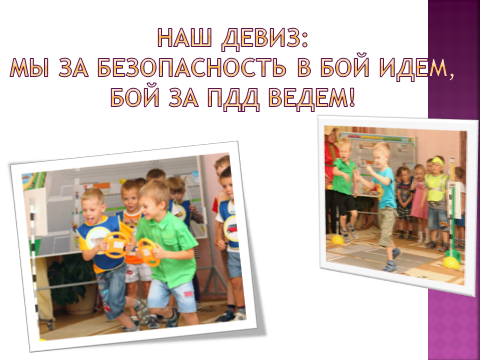 НАШ ДЕВИЗ:
МЫ ЗА БЕЗОПАСНОСТЬ В БОЙ ИДЕМ,
БОЙ ЗА ПДД ВЕДЕМ!